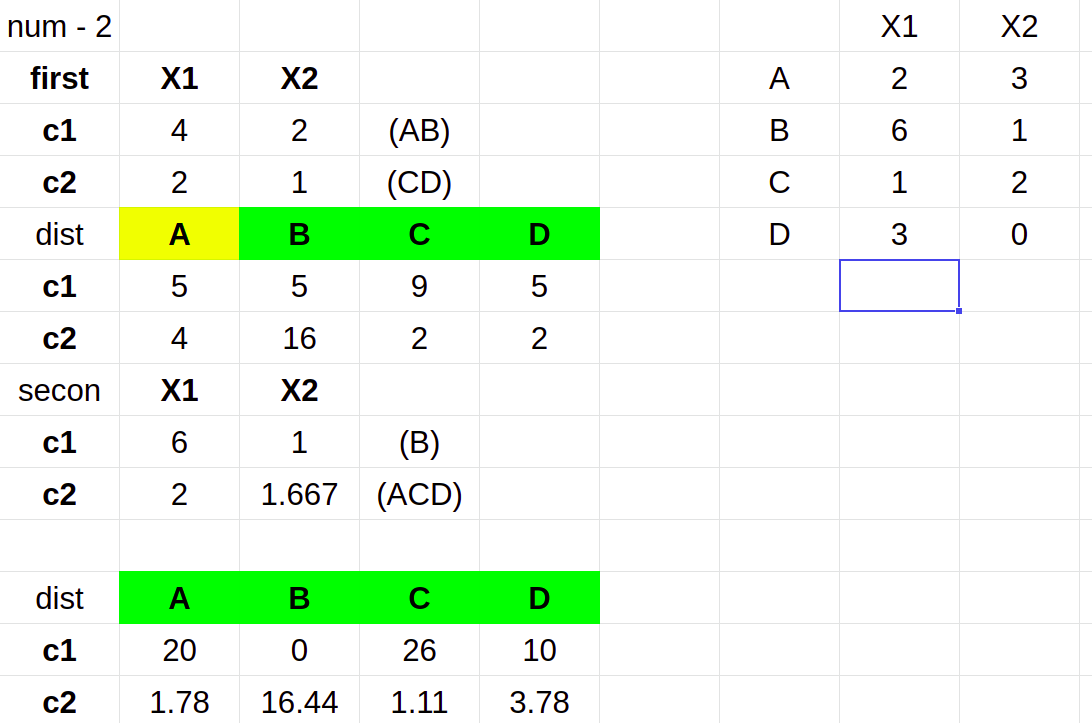 num - 2 X1 X2
first X1 X2 A 2 3
c1 4 2 (AB) B 6 1
c2 2 1 (CD) C 1 2
dist A B C D D 3 0
c1 5 5 9 5
c2 4 16 2 2
secon X1 X2
c1 6 1 (B)
c2 2 1.667 (ACD)
dist A B C D
c1 20 0 26 10
c2 1.78 16.44 1.11 3.78